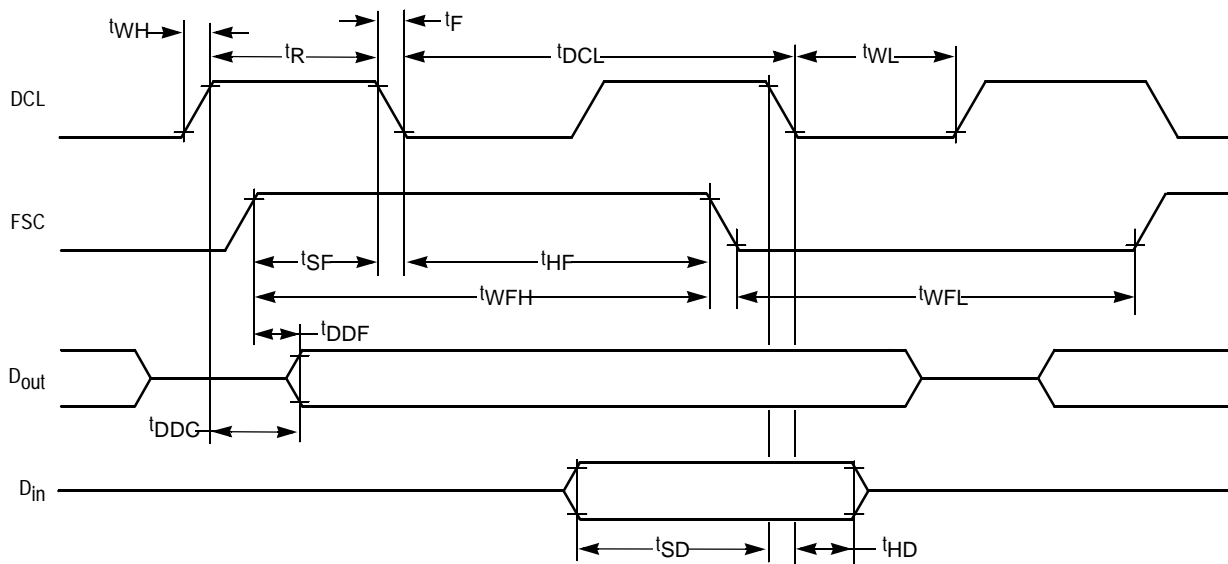 tWH
tF
tR
tDCL
tWL
DCL
FSC
tSF
tHF
tWFH
tWFL
tDDF
Dout
tDDC
Din
tSD
tHD